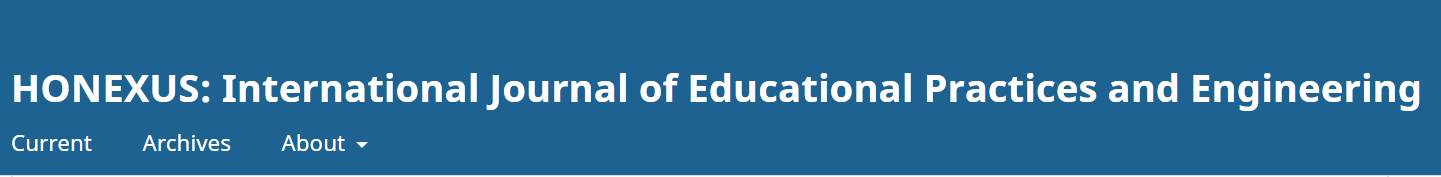 HONEXUS: International Journal of Educational Practices and Engineering
Current Archives About